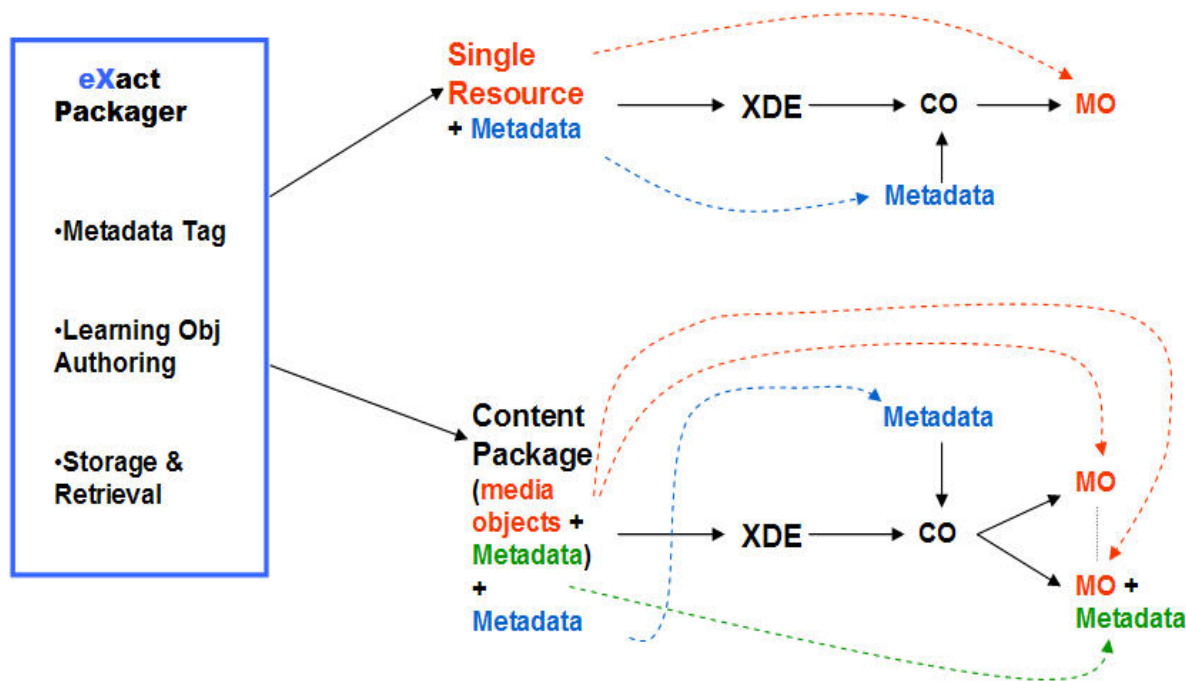 eXact
Packager
•Metadata Tag
•Learning Obj
Authoring
•Storage &
Retrieval
Single
Resource
+ Metadata
XDE
CO
MO
Metadata
Content
Package
(media
objects +
Metadata)
+
Metadata
XDE
Metadata
CO
MO
MO +
Metadata